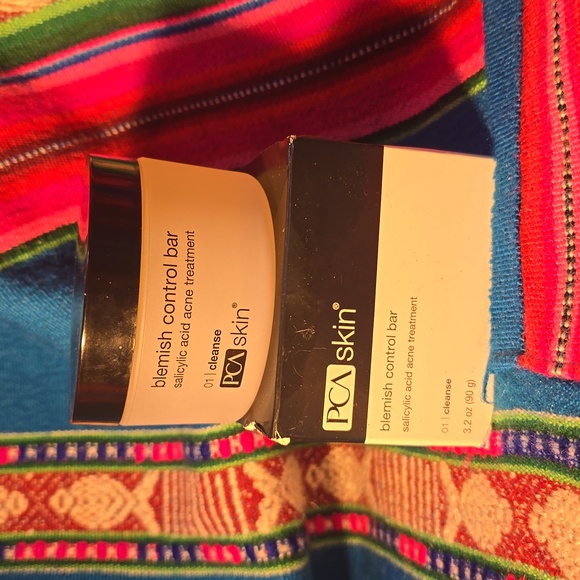 blemish control bar
salicylic acid acne treatment
01 | cleanse
PCA skin®
PCA skin®
blemish control bar
salicylic acid acne treatment
01 | cleanse
3.2 oz (90 g)